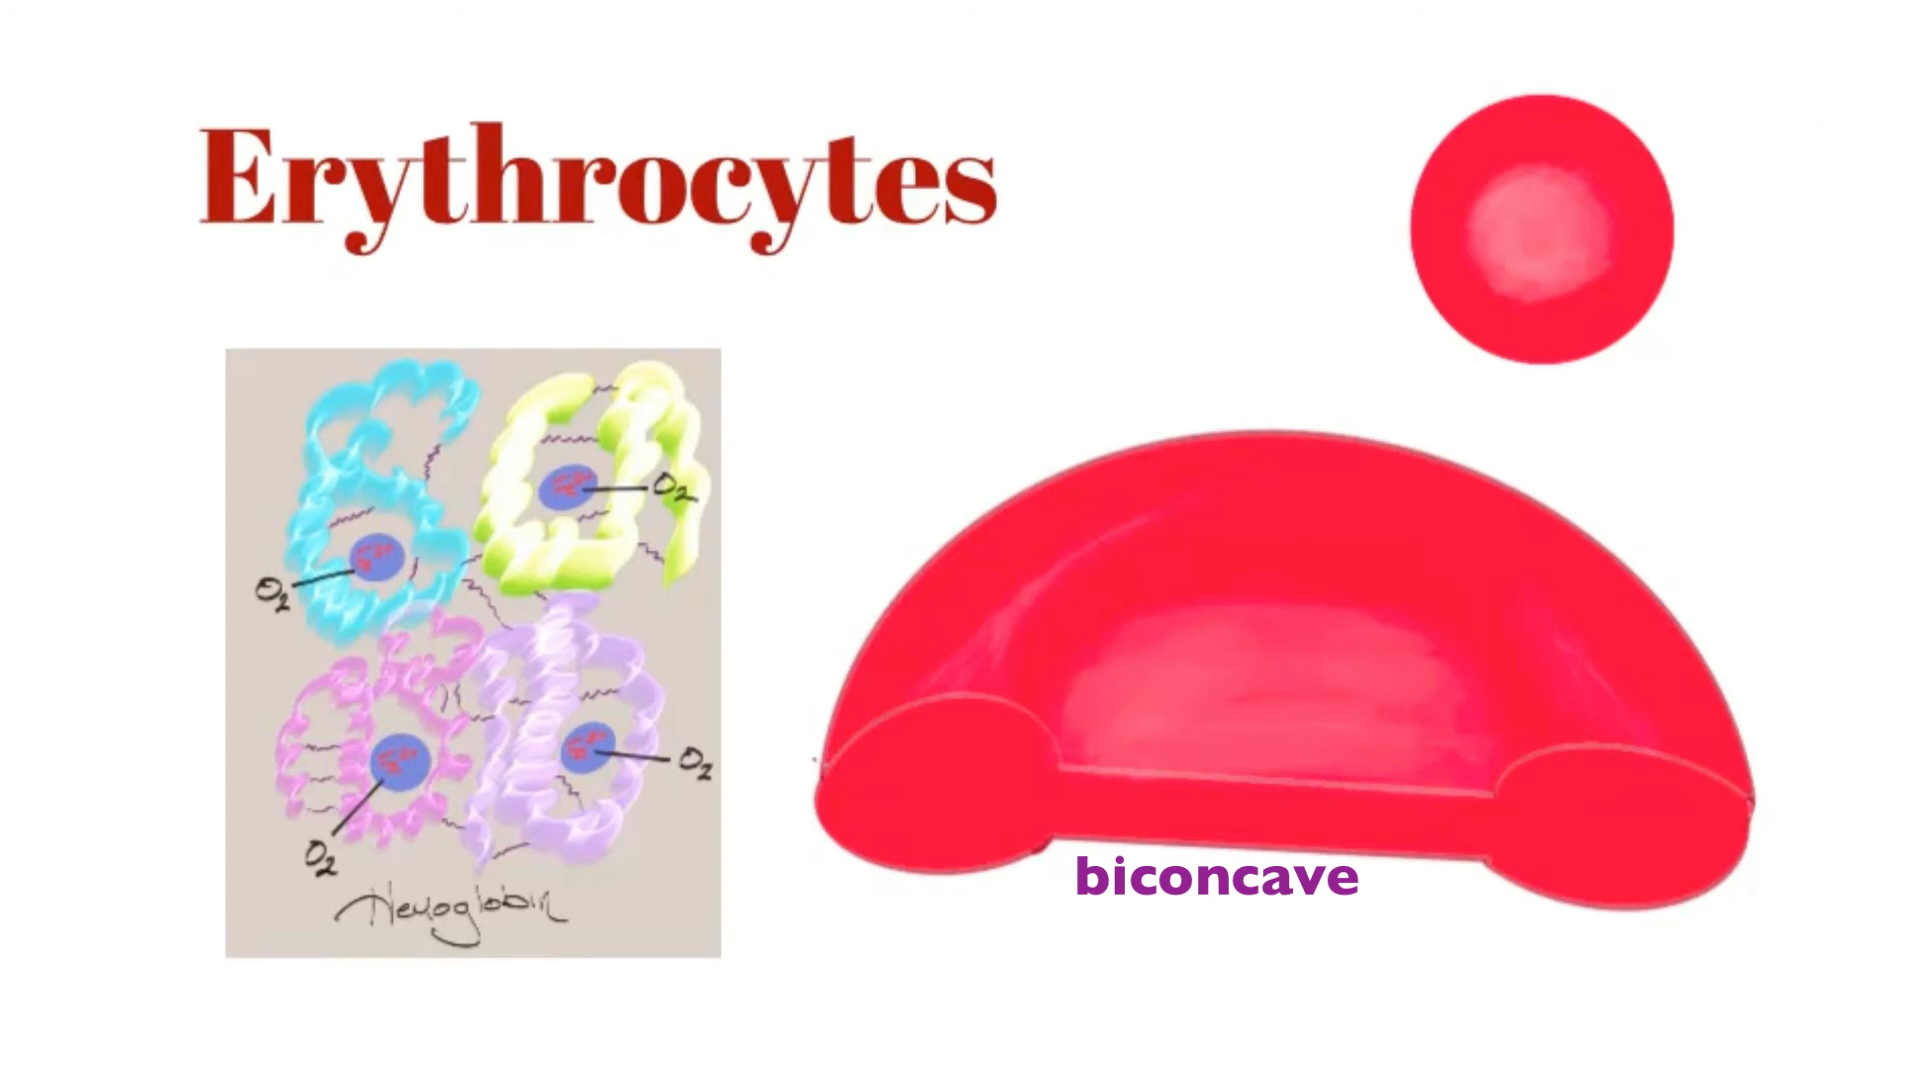 Erythrocytes
O2
O2
O2
O2
Hemoglobin
biconcave